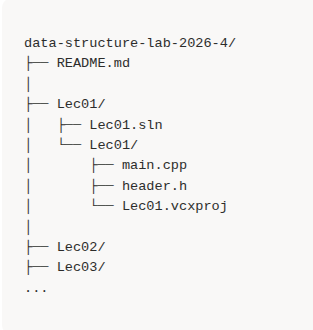 data-structure-lab-2026-4/
├── README.md
│
├── Lec01/
│   ├── Lec01.sln
│   └── Lec01/
│       ├── main.cpp
│       ├── header.h
│       └── Lec01.vcxproj
│
├── Lec02/
├── Lec03/
...